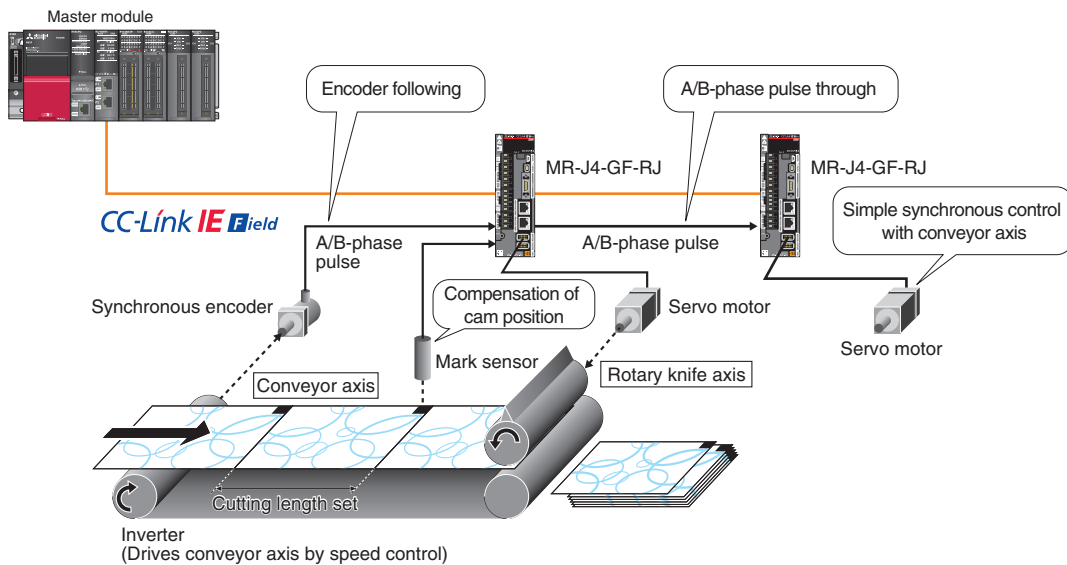 Master module
Encoder following
A/B-phase pulse through
MR-J4-GF-RJ
MR-J4-GF-RJ
CC-Link IE Field
A/B-phase
pulse
A/B-phase pulse
Simple synchronous control
with conveyor axis
Synchronous encoder
Compensation of
cam position
Servo motor
Servo motor
Mark sensor
Conveyor axis
Rotary knife axis
Cutting length set
Inverter
(Drives conveyor axis by speed control)